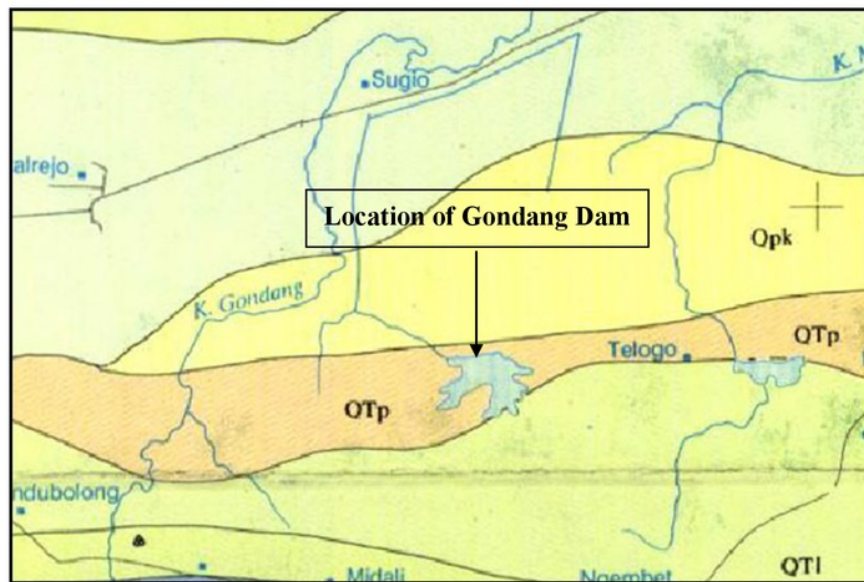 Sugio
K.
alrejo
Location of Gondang Dam
Qpk
K. Gondang
QTp
Telogo
QTp
ndubolong
Midali
Ngembet
QTl